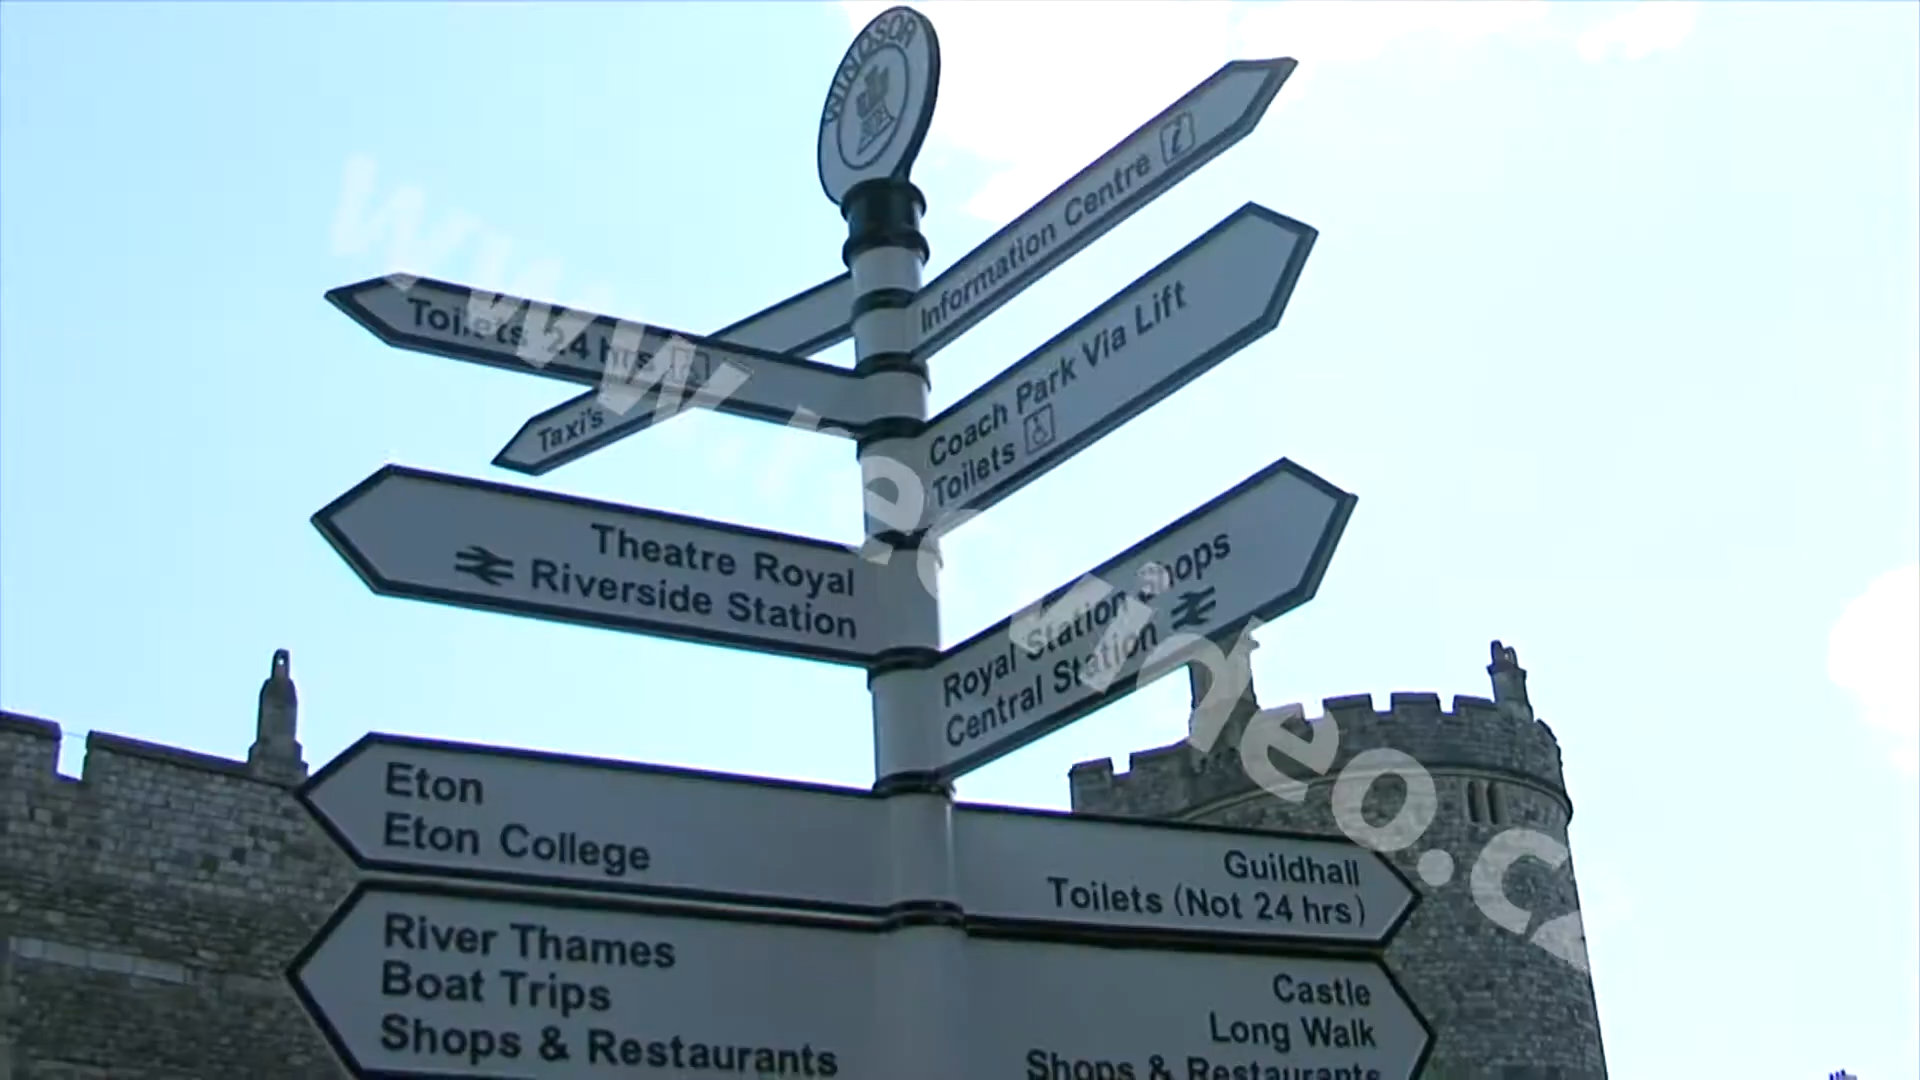 WINDSOR
Information Centre
Toilets 24 hrs
Taxi's
Coach Park Via Lift
Toilets
Theatre Royal
Riverside Station
Royal Station Shops
Central Station
Eton
Eton College
Guildhall
Toilets (Not 24 hrs)
River Thames
Boat Trips
Shops & Restaurants
Castle
Long Walk
Shops & Restaurants